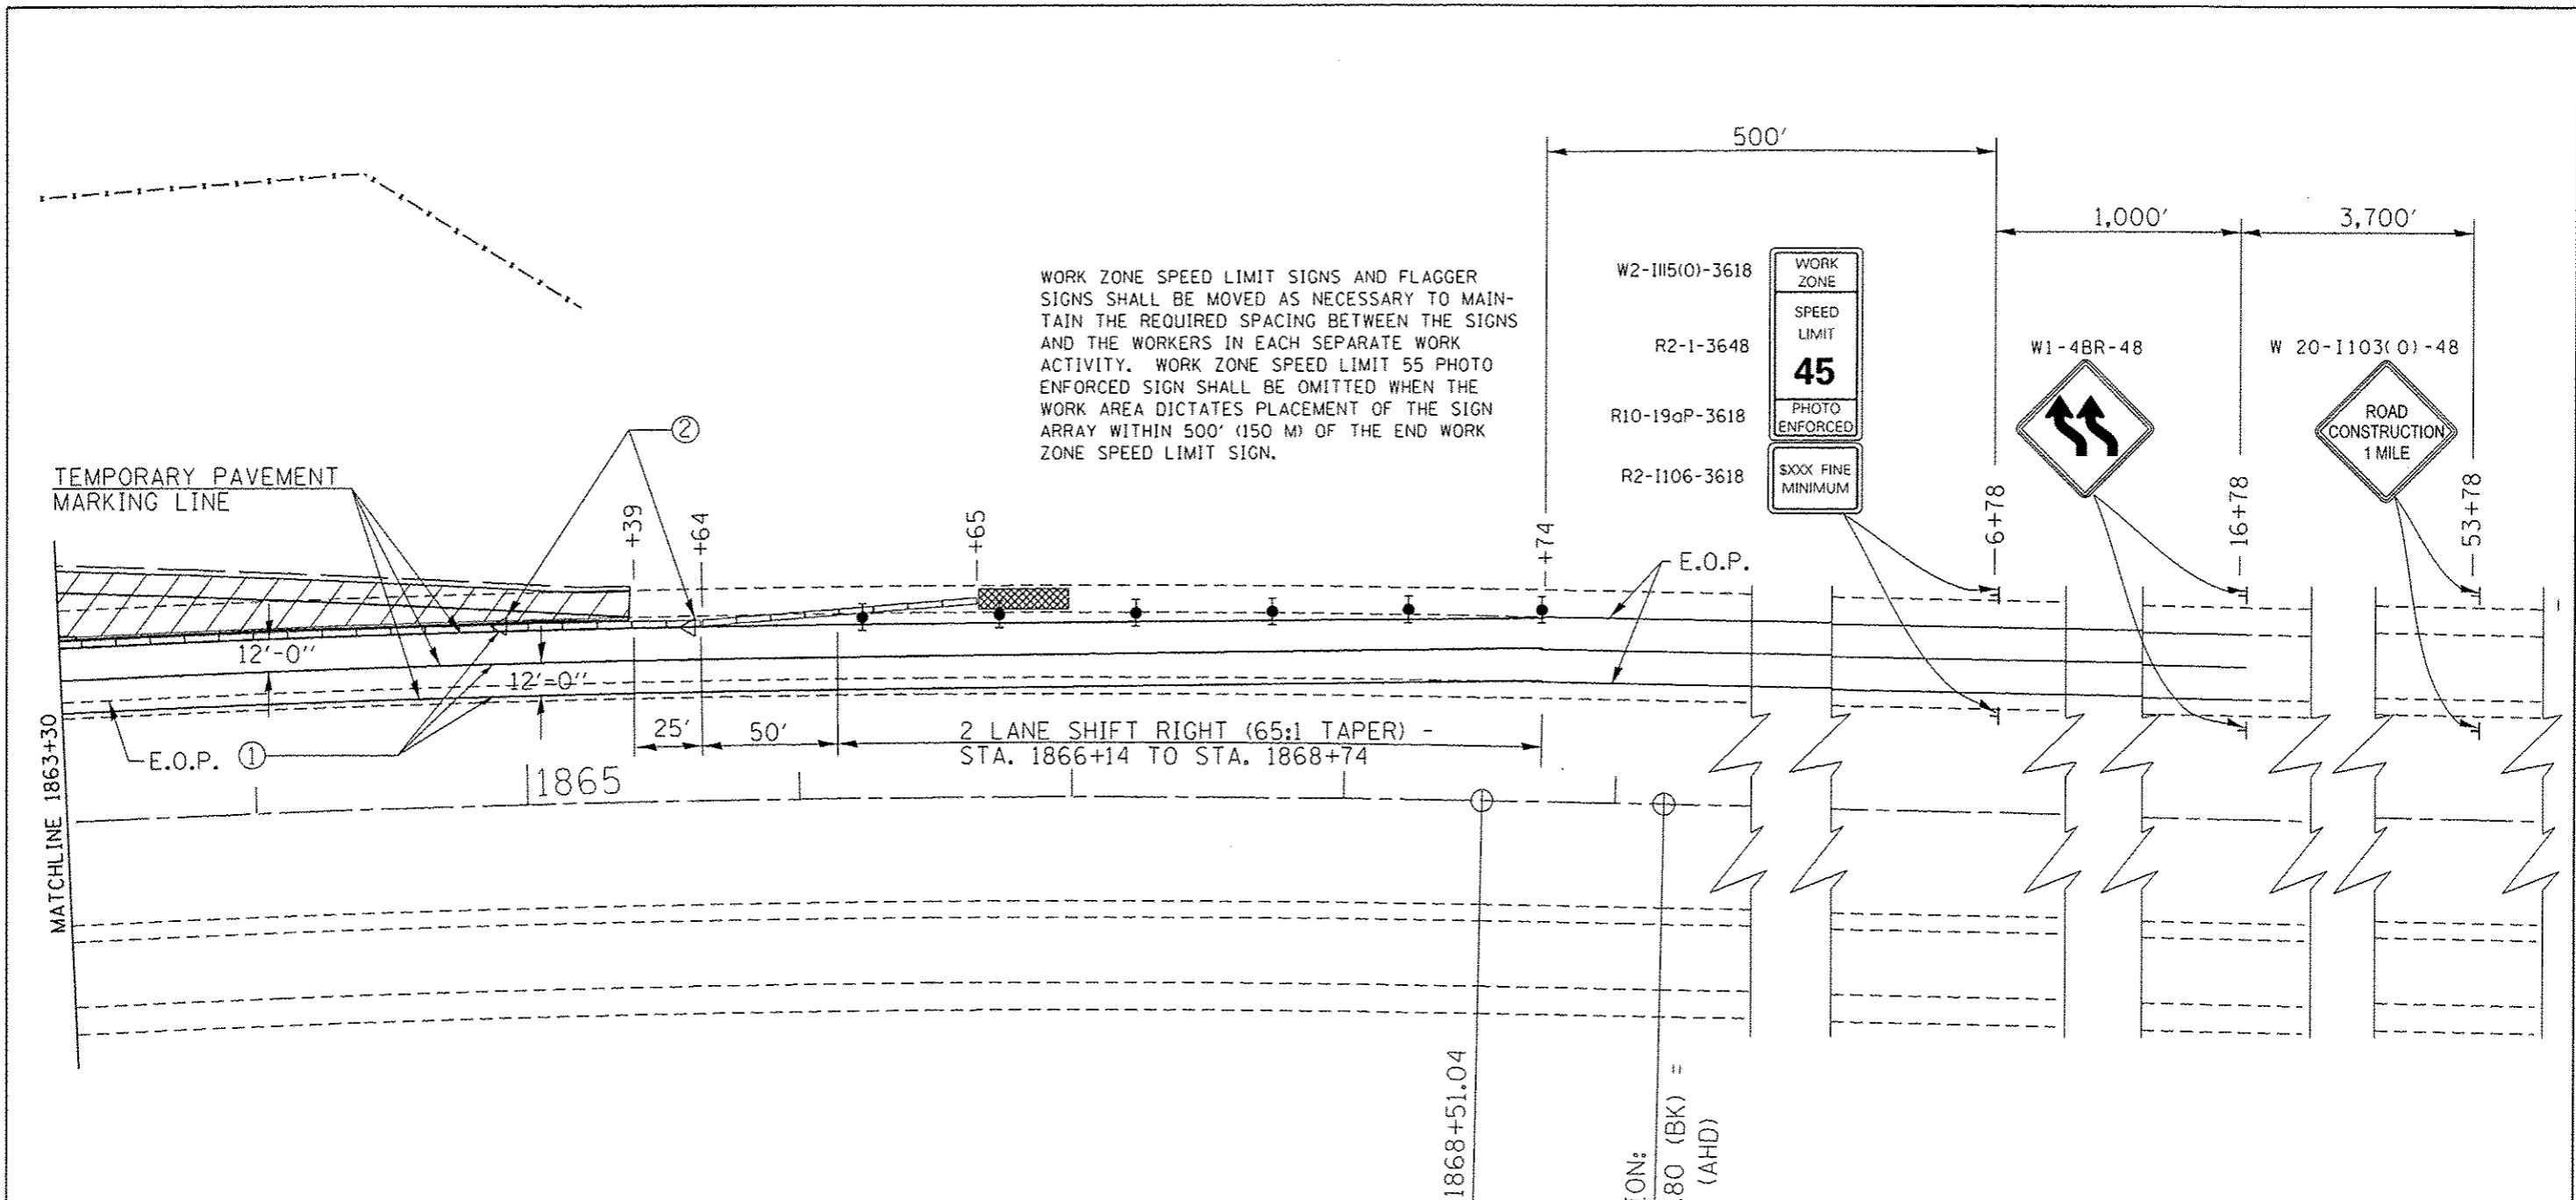 500′
1,000′
3,700′
WORK ZONE SPEED LIMIT SIGNS AND FLAGGER
SIGNS SHALL BE MOVED AS NECESSARY TO MAIN-
TAIN THE REQUIRED SPACING BETWEEN THE SIGNS
AND THE WORKERS IN EACH SEPARATE WORK
ACTIVITY. WORK ZONE SPEED LIMIT 55 PHOTO
ENFORCED SIGN SHALL BE OMITTED WHEN THE
WORK AREA DICTATES PLACEMENT OF THE SIGN
ARRAY WITHIN 500′ (150 M) OF THE END WORK
ZONE SPEED LIMIT SIGN.
W2-I115(O)-3618
R2-1-3648
R10-19aP-3618
R2-I106-3618
WORK
ZONE
SPEED
LIMIT
45
PHOTO
ENFORCED
$XXX FINE
MINIMUM
W1-4BR-48
W 20-I103(O)-48
ROAD
CONSTRUCTION
1 MILE
TEMPORARY PAVEMENT
MARKING LINE
②
+39
+64
+65
+74
6+78
16+78
53+78
E.O.P.
12′-0″
12′-0″
E.O.P.
①
25′
50′
2 LANE SHIFT RIGHT (65:1 TAPER) -
STA. 1866+14 TO STA. 1868+74
1865
MATCHLINE 1863+30
1868+51.04
ION:
80 (BK) =
(AHD)